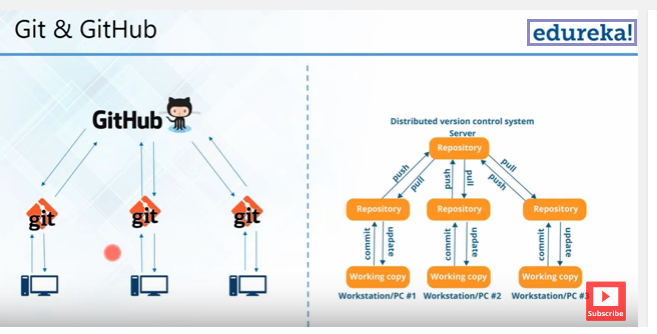 Git & GitHub
edureka!
GitHub
git
git
git
Distributed version control system
Server
Repository
push
pull
push
pull
pull
push
Repository
Repository
Repository
commit
update
commit
update
commit
update
Working copy
Working copy
Working copy
Workstation/PC #1
Workstation/PC #2
Workstation/PC #3
Subscribe